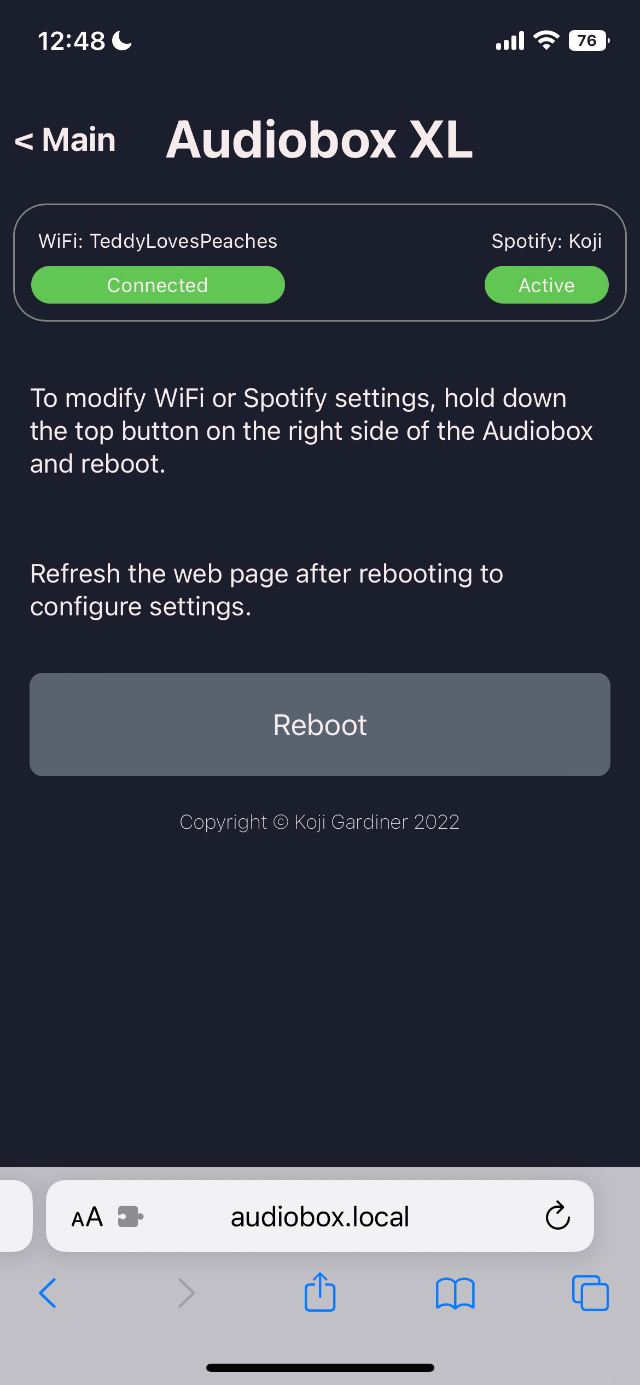 12:48
76
< Main
Audiobox XL
WiFi: TeddyLovesPeaches
Spotify: Koji
Connected
Active
To modify WiFi or Spotify settings, hold down
the top button on the right side of the Audiobox
and reboot.
Refresh the web page after rebooting to
configure settings.
Reboot
Copyright © Koji Gardiner 2022
AA
audiobox.local